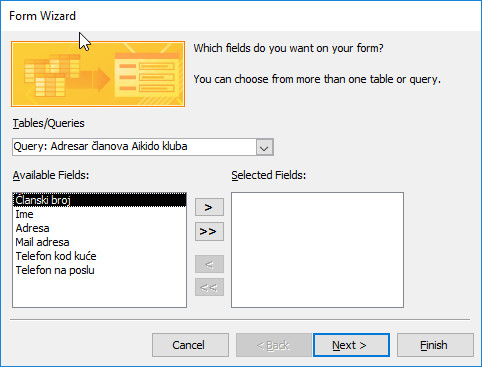 Form Wizard
Which fields do you want on your form?
You can choose from more than one table or query.
Tables/Queries
Query: Adresar članova Aikido kluba
Available Fields:
Selected Fields:
Članski broj
Ime
Adresa
Mail adresa
Telefon kod kuće
Telefon na poslu
>
>>
<
<<
Cancel
< Back
Next >
Finish